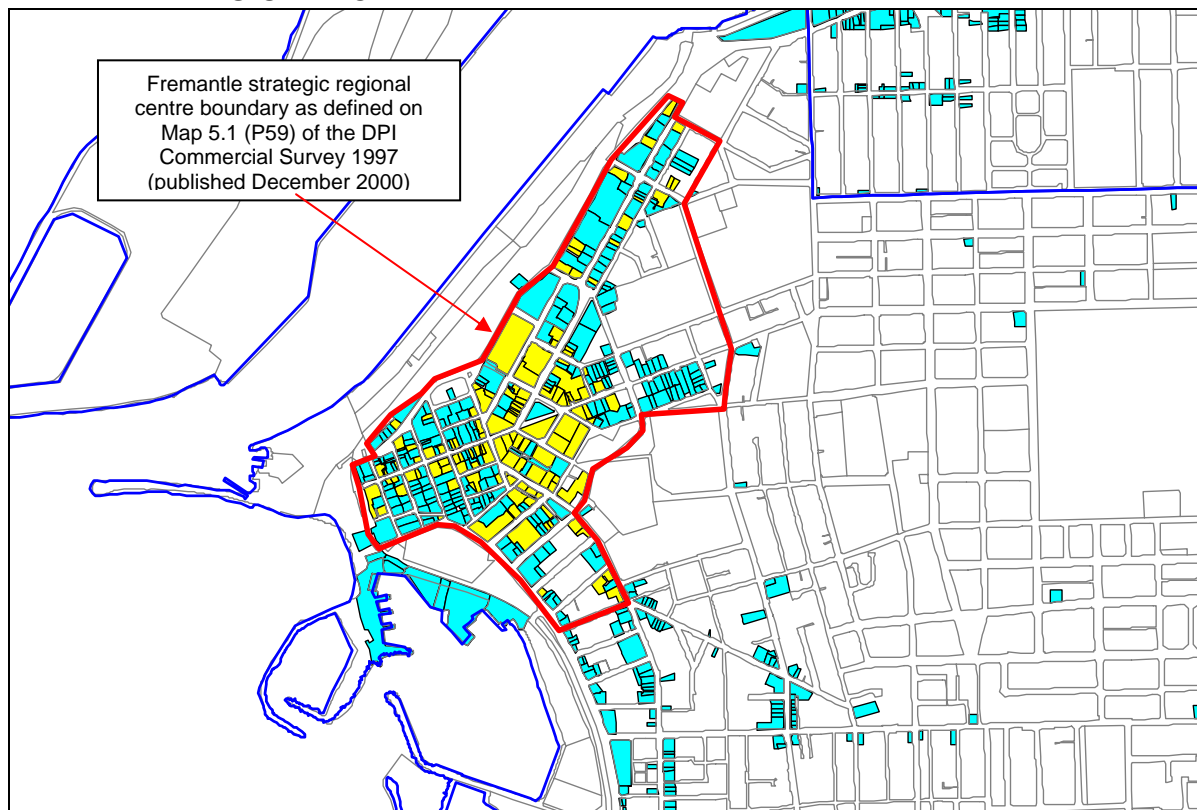 Fremantle strategic regional
centre boundary as defined on
Map 5.1 (P59) of the DPI
Commercial Survey 1997
(published December 2000)